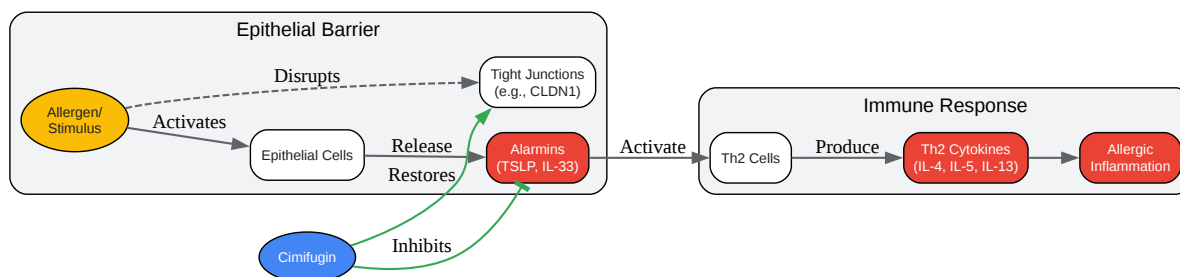 Epithelial Barrier
Disrupts
Tight Junctions
(e.g., CLDN1)
Allergen/
Stimulus
Activates
Epithelial Cells
Release
Restores
Alarmins
(TSLP, IL-33)
Activate
Immune Response
Th2 Cells
Produce
Th2 Cytokines
(IL-4, IL-5, IL-13)
Allergic
Inflammation
Cimifugin
Inhibits